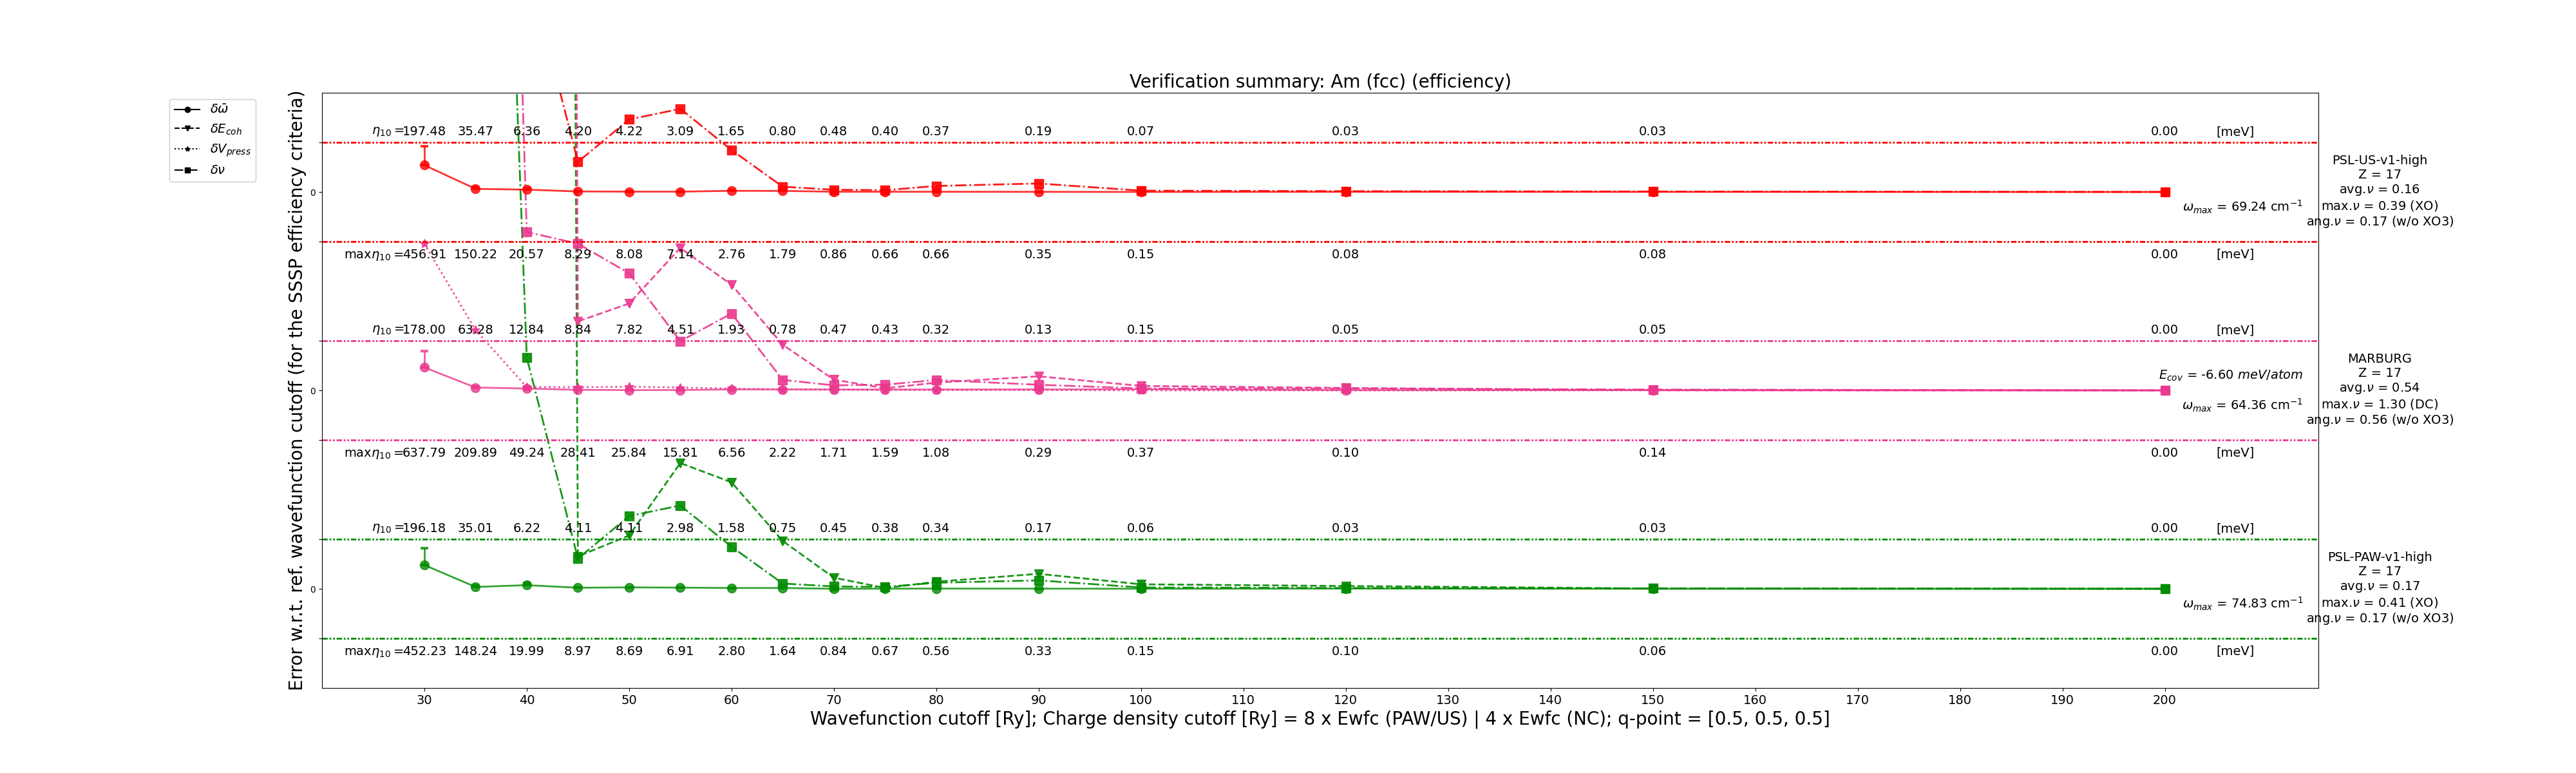 Verification summary: Am (fcc) (efficiency)
δω̄
δE_coh
δV_press
δν
Error w.r.t. ref. wavefunction cutoff (for the SSSP efficiency criteria)
η₁₀ =197.48 35.47 6.36 4.20 4.22 3.09 1.65 0.80 0.48 0.40 0.37 0.19 0.07 0.03 0.03 0.00 [meV]
0
ω_max = 69.24 cm⁻¹
maxη₁₀ =456.91 150.22 20.57 8.29 8.08 7.14 2.76 1.79 0.86 0.66 0.66 0.35 0.15 0.08 0.08 0.00 [meV]
PSL-US-v1-high
Z = 17
avg.ν = 0.16
max.ν = 0.39 (XO)
ang.ν = 0.17 (w/o XO3)
η₁₀ =178.00 63.28 12.84 8.84 7.82 4.51 1.93 0.78 0.47 0.43 0.32 0.13 0.15 0.05 0.05 0.00 [meV]
E_cov = -6.60 meV/atom
0
ω_max = 64.36 cm⁻¹
maxη₁₀ =637.79 209.89 49.24 28.41 25.84 15.81 6.56 2.22 1.71 1.59 1.08 0.29 0.37 0.10 0.14 0.00 [meV]
MARBURG
Z = 17
avg.ν = 0.54
max.ν = 1.30 (DC)
ang.ν = 0.56 (w/o XO3)
η₁₀ =196.18 35.01 6.22 4.11 4.11 2.98 1.58 0.75 0.45 0.38 0.34 0.17 0.06 0.03 0.03 0.00 [meV]
0
ω_max = 74.83 cm⁻¹
maxη₁₀ =452.23 148.24 19.99 8.97 8.69 6.91 2.80 1.64 0.84 0.67 0.56 0.33 0.15 0.10 0.06 0.00 [meV]
PSL-PAW-v1-high
Z = 17
avg.ν = 0.17
max.ν = 0.41 (XO)
ang.ν = 0.17 (w/o XO3)
30 40 50 60 70 80 90 100 110 120 130 140 150 160 170 180 190 200
Wavefunction cutoff [Ry]; Charge density cutoff [Ry] = 8 x Ewfc (PAW/US) | 4 x Ewfc (NC); q-point = [0.5, 0.5, 0.5]